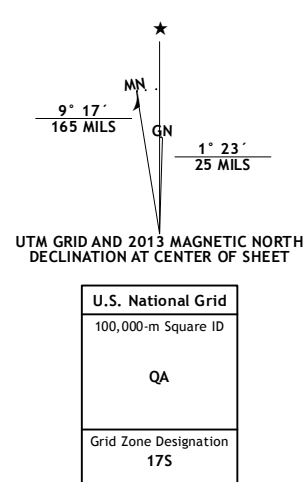 ★
MN
9° 17´
165 MILS
GN
1° 23´
25 MILS
UTM GRID AND 2013 MAGNETIC NORTH
DECLINATION AT CENTER OF SHEET
U.S. National Grid
100,000-m Square ID
QA
Grid Zone Designation
17S